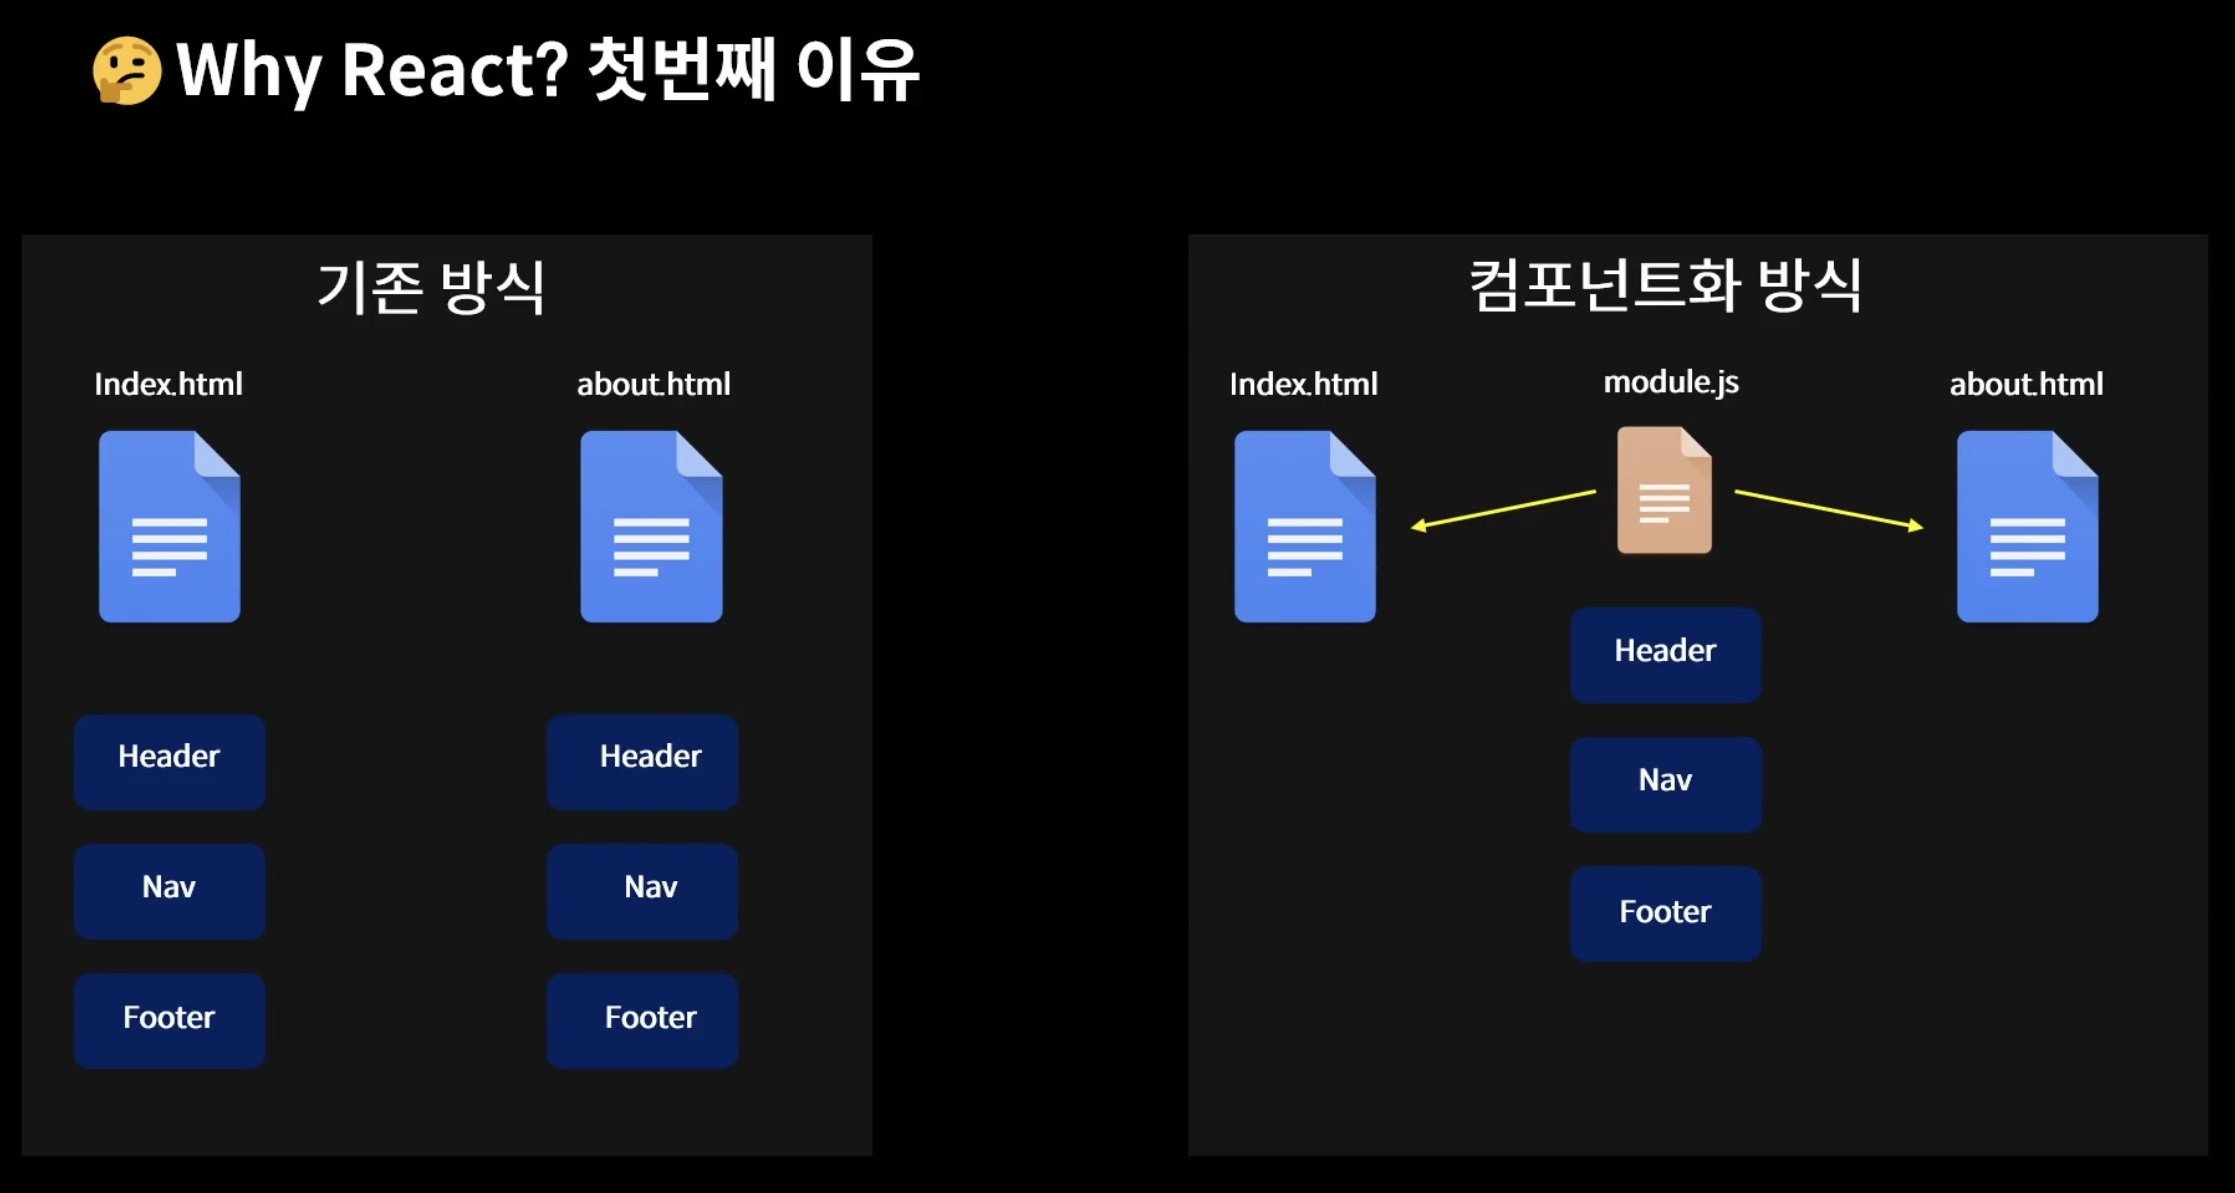 🤔Why React? 첫번째 이유
기존 방식
Index.html about.html
Header Header
Nav Nav
Footer Footer
컴포넌트화 방식
Index.html module.js about.html
Header
Nav
Footer